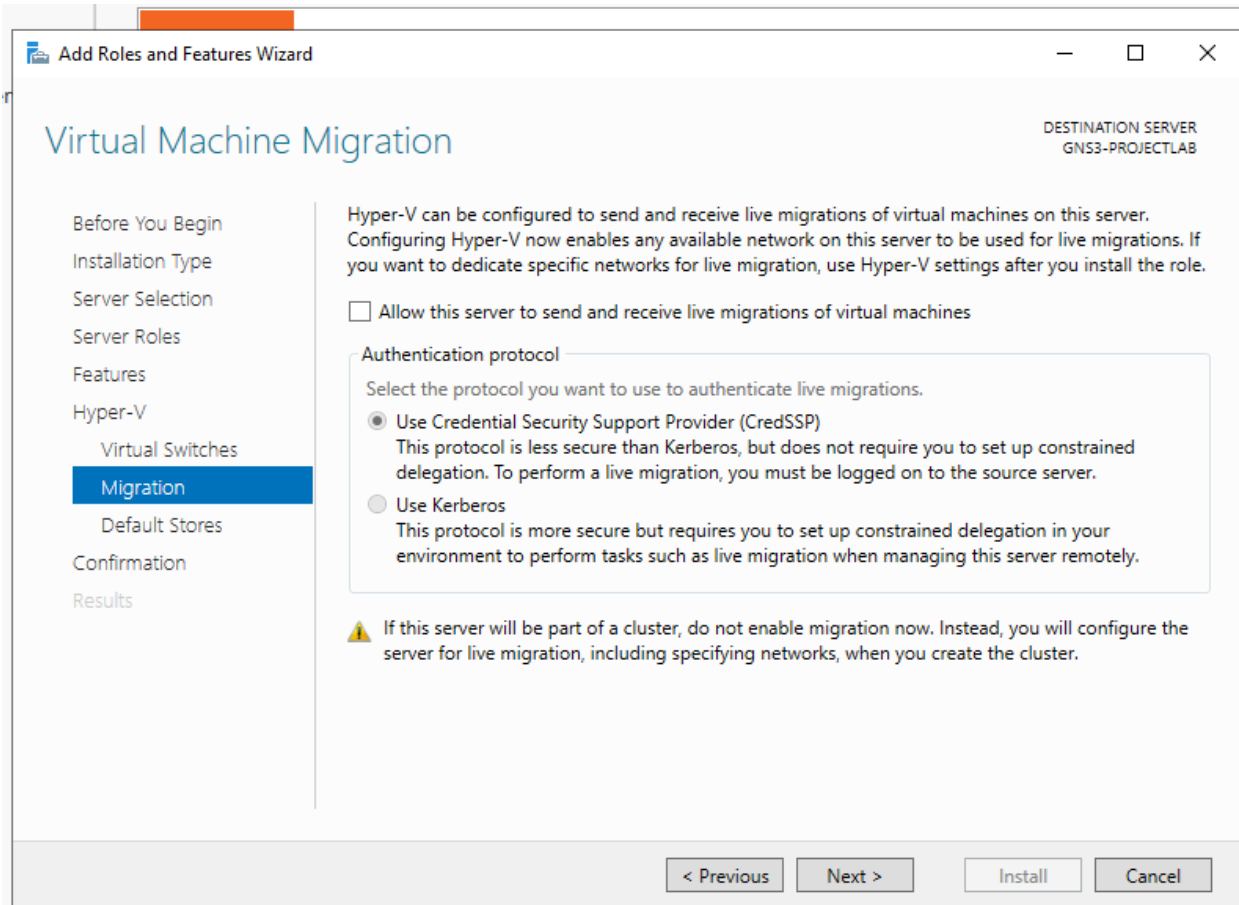 Add Roles and Features Wizard
Virtual Machine Migration
DESTINATION SERVER
GNS3-PROJECTLAB
Before You Begin
Installation Type
Server Selection
Server Roles
Features
Hyper-V
Virtual Switches
Migration
Default Stores
Confirmation
Results
Hyper-V can be configured to send and receive live migrations of virtual machines on this server.
Configuring Hyper-V now enables any available network on this server to be used for live migrations. If
you want to dedicate specific networks for live migration, use Hyper-V settings after you install the role.
Allow this server to send and receive live migrations of virtual machines
Authentication protocol
Select the protocol you want to use to authenticate live migrations.
Use Credential Security Support Provider (CredSSP)
This protocol is less secure than Kerberos, but does not require you to set up constrained
delegation. To perform a live migration, you must be logged on to the source server.
Use Kerberos
This protocol is more secure but requires you to set up constrained delegation in your
environment to perform tasks such as live migration when managing this server remotely.
If this server will be part of a cluster, do not enable migration now. Instead, you will configure the
server for live migration, including specifying networks, when you create the cluster.
< Previous
Next >
Install
Cancel